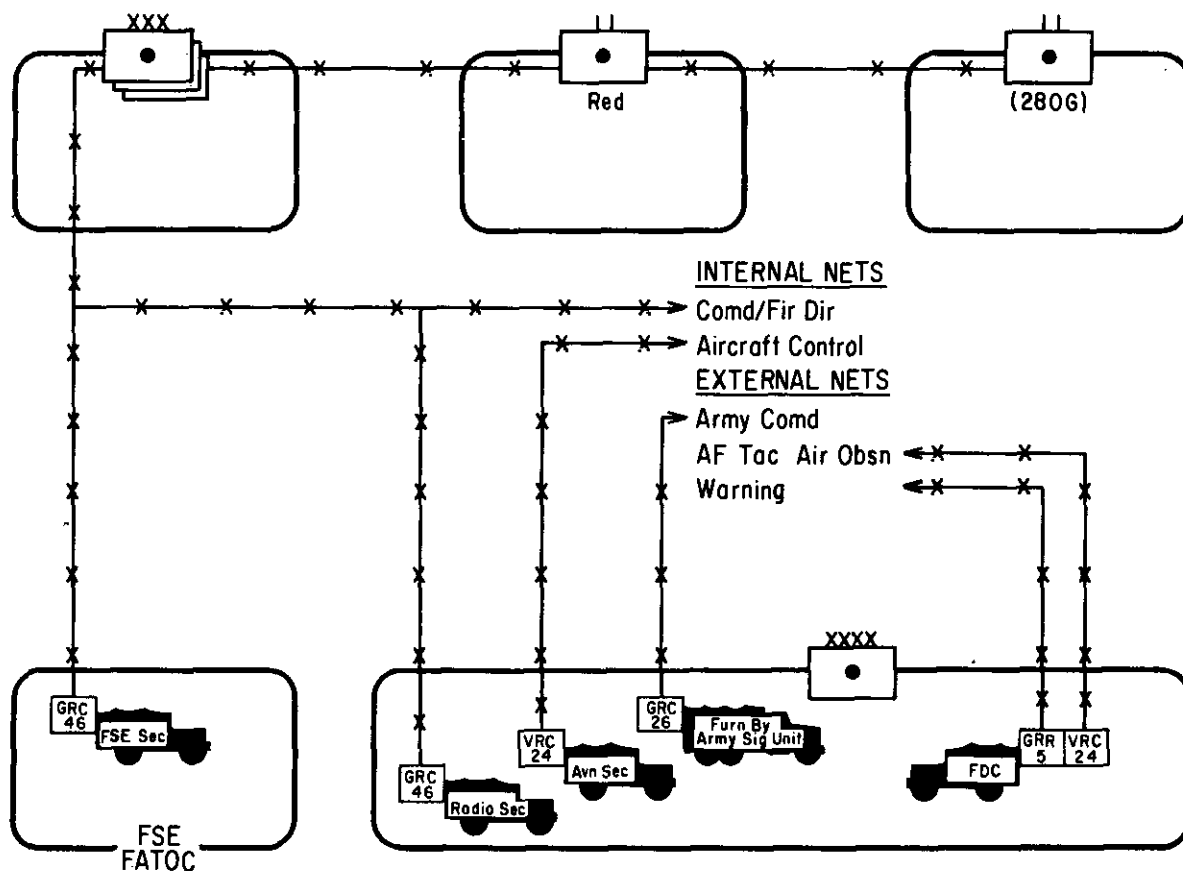 XXX
Red
(280G)
INTERNAL NETS
Comd/Fir Dir
Aircraft Control
EXTERNAL NETS
Army Comd
AF Tac Air Obsn
Warning
XXXX
GRC
46
FSE Sec
GRC
26
Furn By
Army Sig Unit
VRC
24
Avn Sec
GRC
46
Radio Sec
FDC
GRR
5
VRC
24
FSE
FATOC